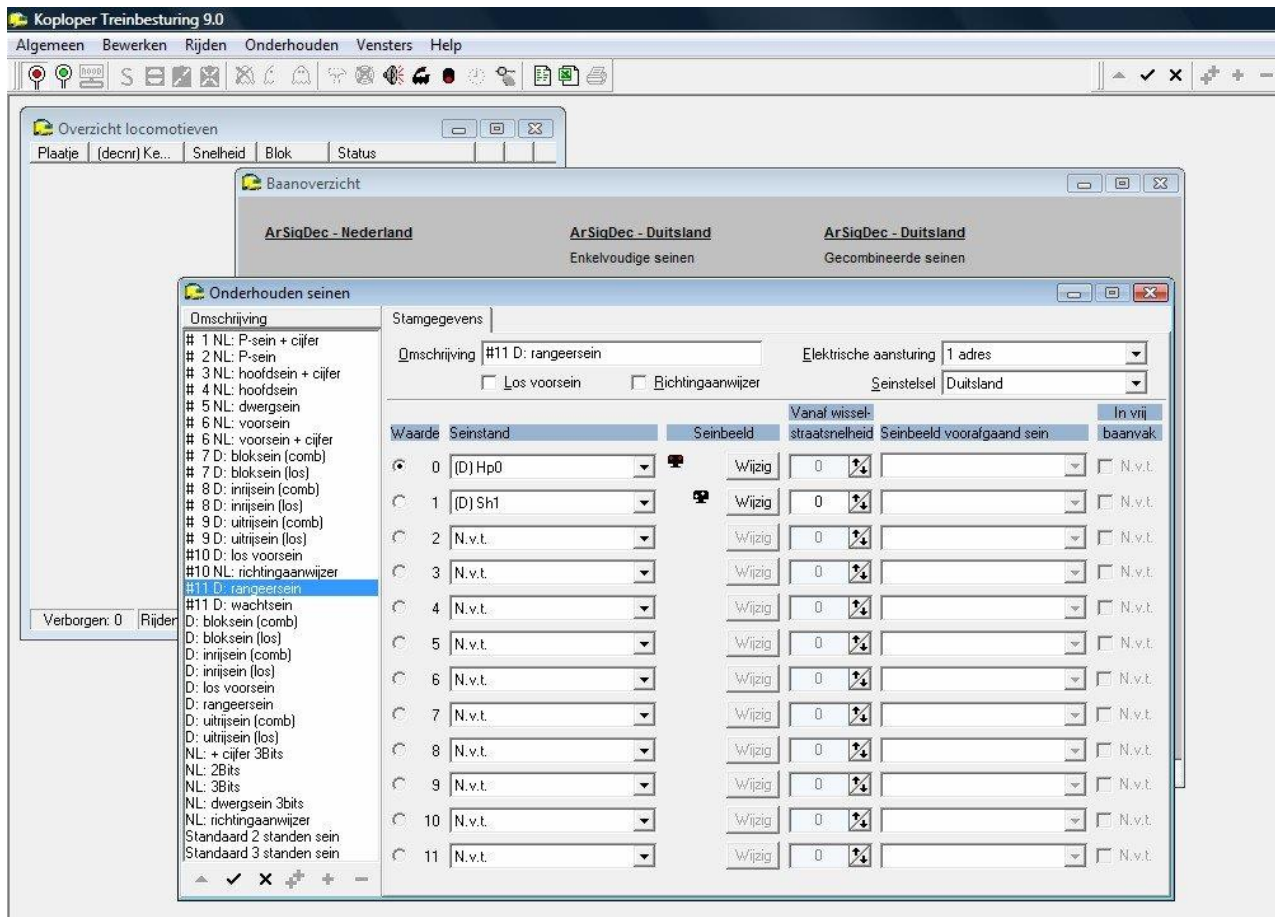 Koploper Treinbesturing 9.0
Algemeen Bewerken Rijden Onderhouden Vensters Help
Overzicht locomotieven
Plaatje (decnr) Ke... Snelheid Blok Status
Baanoverzicht
ArSigDec - Nederland ArSigDec - Duitsland ArSigDec - Duitsland
Enkelvoudige seinen Gecombineerde seinen
Verborgen: 0 Rijder
Onderhouden seinen
Omschrijving
# 1 NL: P-sein + cijfer
# 2 NL: P-sein
# 3 NL: hoofdsein + cijfer
# 4 NL: hoofdsein
# 5 NL: dwergsein
# 6 NL: voorsein
# 6 NL: voorsein + cijfer
# 7 D: bloksein (comb)
# 7 D: bloksein (los)
# 8 D: inrijsein (comb)
# 8 D: inrijsein (los)
# 9 D: uitrijsein (comb)
# 9 D: uitrijsein (los)
#10 D: los voorsein
#10 NL: richtingaanwijzer
#11 D: rangeersein
#11 D: wachtsein
D: bloksein (comb)
D: bloksein (los)
D: inrijsein (comb)
D: inrijsein (los)
D: los voorsein
D: rangeersein
D: uitrijsein (comb)
D: uitrijsein (los)
NL: + cijfer 3Bits
NL: 2Bits
NL: 3Bits
NL: dwergsein 3bits
NL: richtingaanwijzer
Standaard 2 standen sein
Standaard 3 standen sein
Stamgegevens
Omschrijving #11 D: rangeersein Elektrische aansturing 1 adres
Los voorsein Richtingaanwijzer Seinstelsel Duitsland
Vanaf wissel- In vrij
Waarde Seinstand Seinbeeld straatsnelheid Seinbeeld voorafgaand sein baanvak
0 (D) Hp0 Wijzig 0 N.v.t.
1 (D) Sh1 Wijzig 0 N.v.t.
2 N.v.t. Wijzig 0 N.v.t.
3 N.v.t. Wijzig 0 N.v.t.
4 N.v.t. Wijzig 0 N.v.t.
5 N.v.t. Wijzig 0 N.v.t.
6 N.v.t. Wijzig 0 N.v.t.
7 N.v.t. Wijzig 0 N.v.t.
8 N.v.t. Wijzig 0 N.v.t.
9 N.v.t. Wijzig 0 N.v.t.
10 N.v.t. Wijzig 0 N.v.t.
11 N.v.t. Wijzig 0 N.v.t.